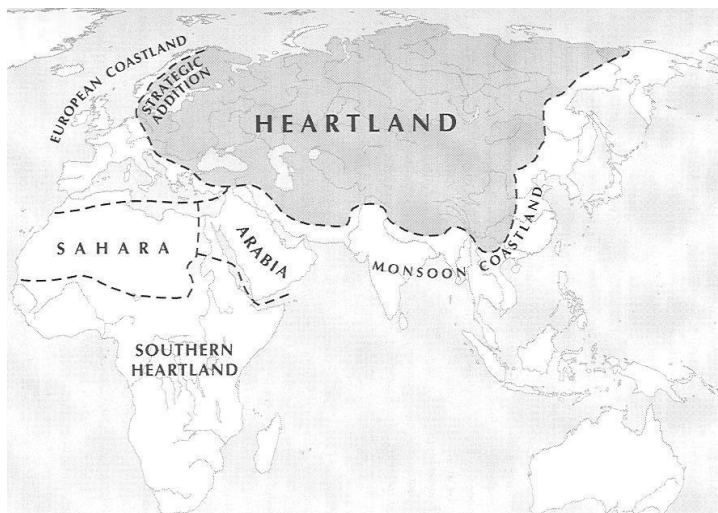 EUROPEAN COASTLAND
STRATEGIC
ADDITION
HEARTLAND
SAHARA
ARABIA
MONSOON COASTLAND
SOUTHERN
HEARTLAND